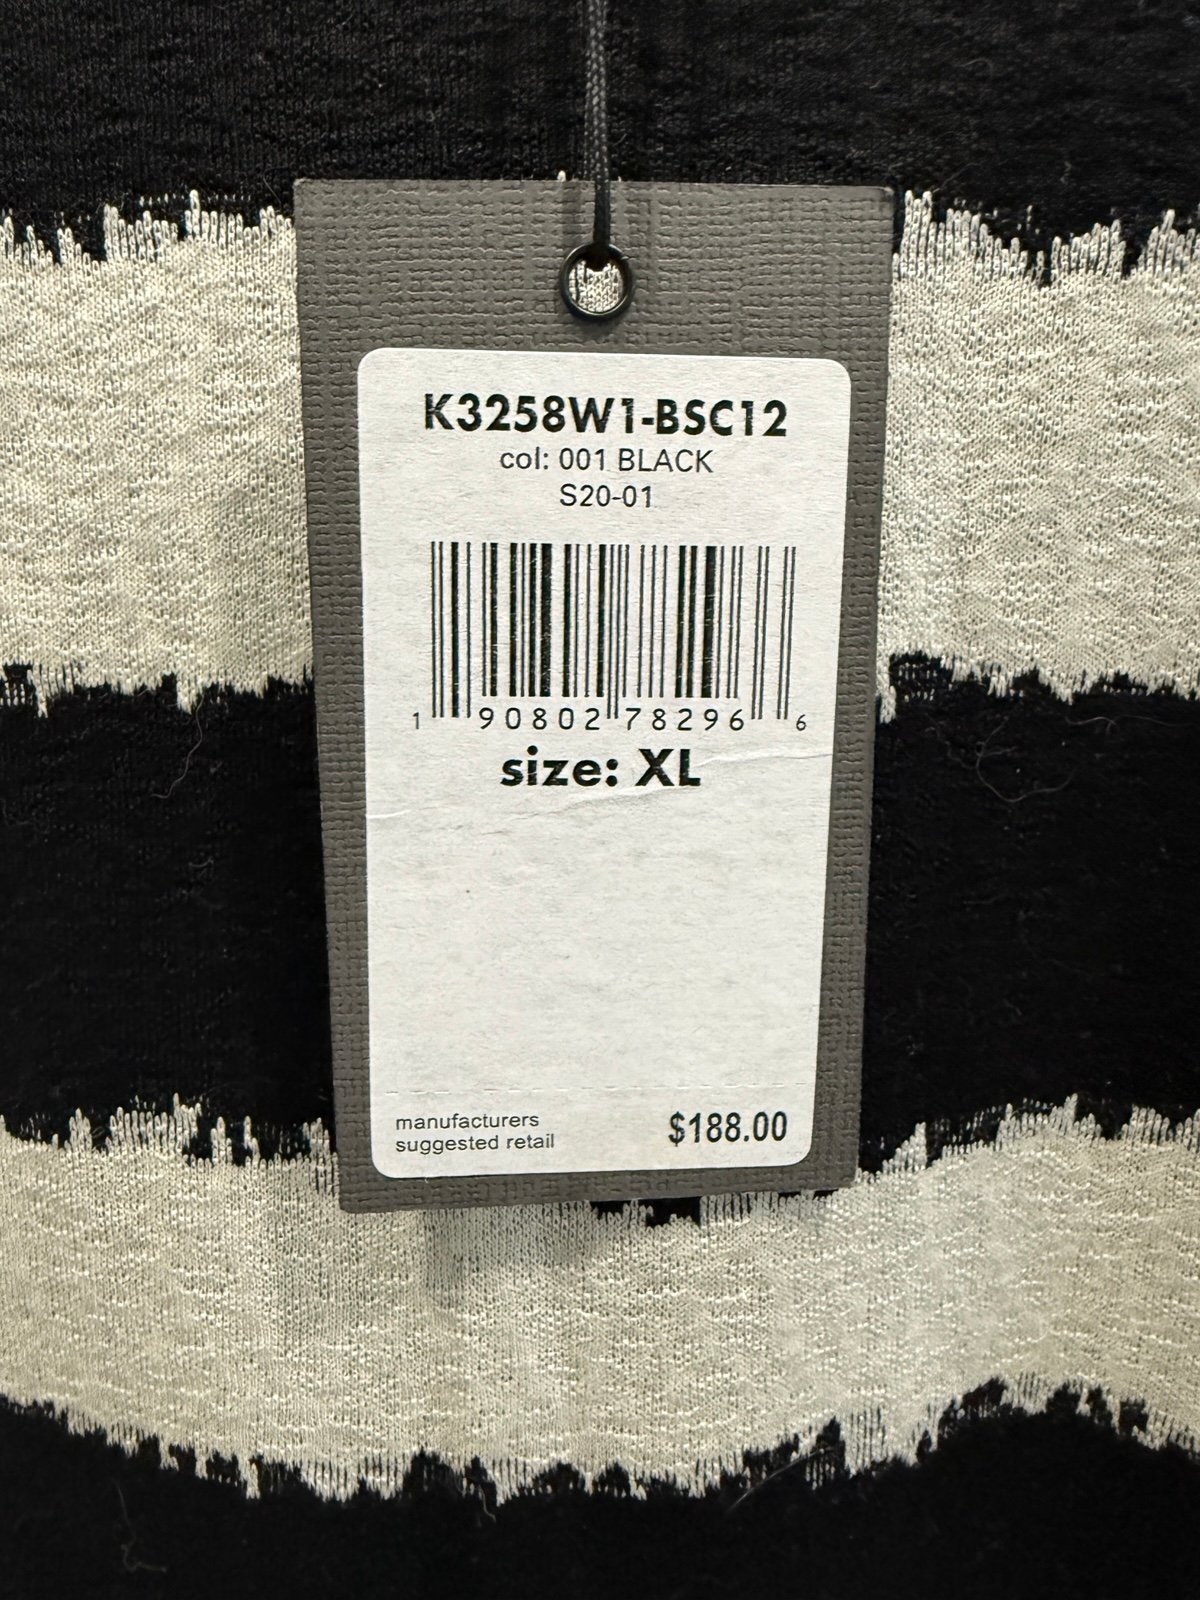 K3258W1-BSC12
col: 001 BLACK
S20-01
1 90802 78296 6
size: XL
manufacturers
suggested retail
$188.00